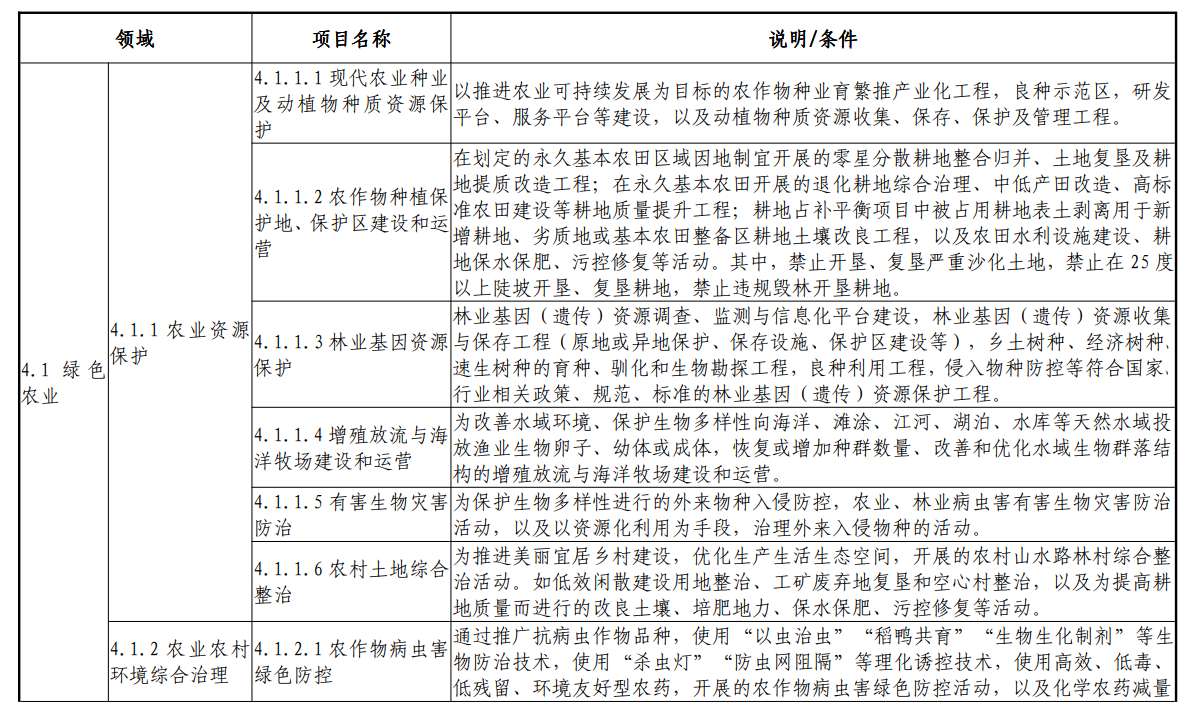 领域
项目名称
说明/条件
4.1 绿色
农业
4.1.1 农业资源
保护
4.1.1.1 现代农业种业
及动植物种质资源保
护
以推进农业可持续发展为目标的农作物种业育繁推产业化工程，良种示范区，研发
平台、服务平台等建设，以及动植物种质资源收集、保存、保护及管理工程。
4.1.1.2 农作物种植保
护地、保护区建设和运
营
在划定的永久基本农田区域因地制宜开展的零星分散耕地整合归并、土地复垦及耕
地提质改造工程；在永久基本农田开展的退化耕地综合治理、中低产田改造、高标
准农田建设等耕地质量提升工程；耕地占补平衡项目中被占用耕地表土剥离用于新
增耕地、劣质地或基本农田整备区耕地土壤改良工程，以及农田水利设施建设、耕
地保水保肥、污控修复等活动。其中，禁止开垦、复垦严重沙化土地，禁止在 25 度
以上陡坡开垦、复垦耕地，禁止违规毁林开垦耕地。
4.1.1.3 林业基因资源
保护
林业基因（遗传）资源调查、监测与信息化平台建设，林业基因（遗传）资源收集
与保存工程（原地或异地保护、保存设施、保护区建设等），乡土树种、经济树种、
速生树种的育种、驯化和生物勘探工程，良种利用工程，侵入物种防控等符合国家、
行业相关政策、规范、标准的林业基因（遗传）资源保护工程。
4.1.1.4 增殖放流与海
洋牧场建设和运营
为改善水域环境、保护生物多样性向海洋、滩涂、江河、湖泊、水库等天然水域投
放渔业生物卵子、幼体或成体，恢复或增加种群数量、改善和优化水域生物群落结
构的增殖放流与海洋牧场建设和运营。
4.1.1.5 有害生物灾害
防治
为保护生物多样性进行的外来物种入侵防控，农业、林业病虫害有害生物灾害防治
活动，以及以资源化利用为手段，治理外来入侵物种的活动。
4.1.1.6 农村土地综合
整治
为推进美丽宜居乡村建设，优化生产生活生态空间，开展的农村山水路林村综合整
治活动。如低效闲散建设用地整治、工矿废弃地复垦和空心村整治，以及为提高耕
地质量而进行的改良土壤、培肥地力、保水保肥、污控修复等活动。
4.1.2 农业农村
环境综合治理
4.1.2.1 农作物病虫害
绿色防控
通过推广抗病虫作物品种，使用“以虫治虫”“稻鸭共育”“生物生化制剂”等生
物防治技术，使用“杀虫灯”“防虫网阻隔”等理化诱控技术，使用高效、低毒、
低残留、环境友好型农药，开展的农作物病虫害绿色防控活动，以及化学农药减量